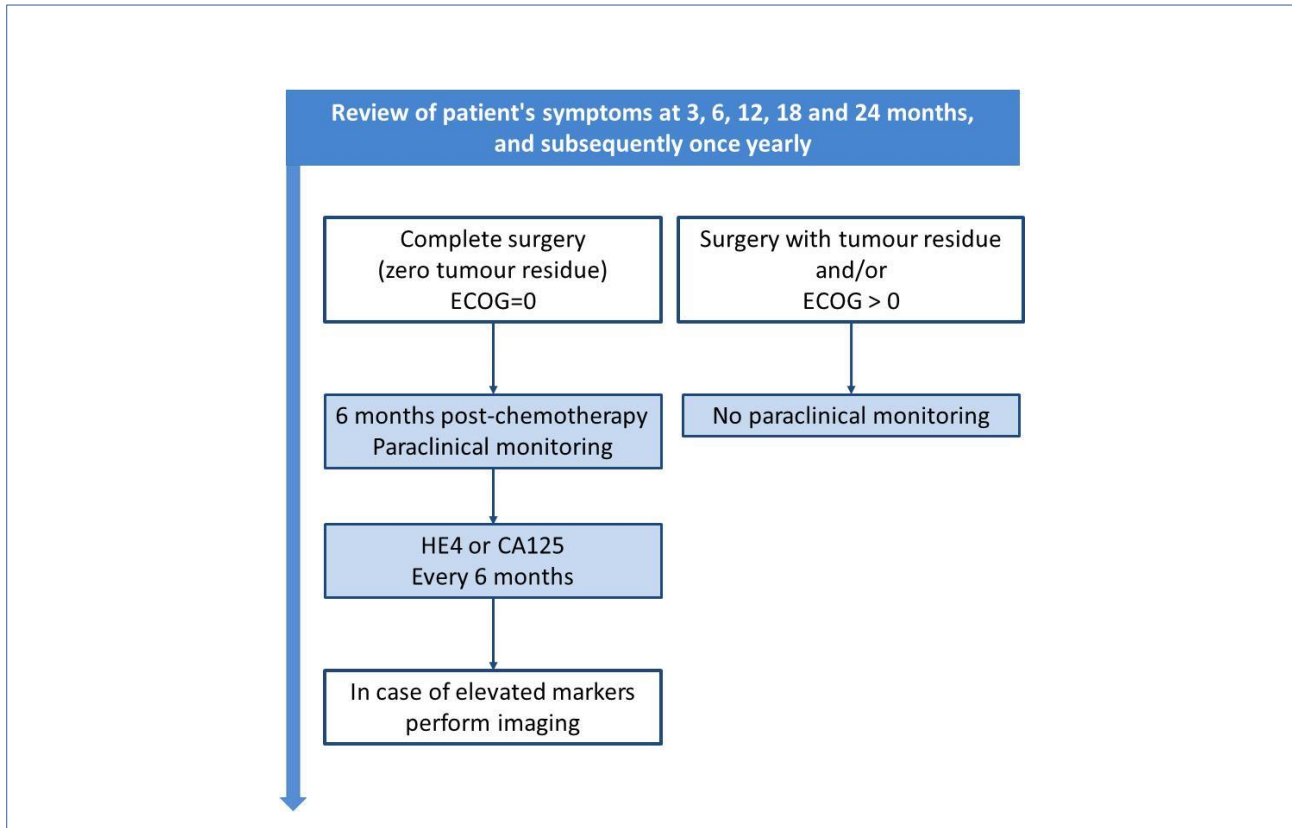 Review of patient's symptoms at 3, 6, 12, 18 and 24 months,
and subsequently once yearly
Complete surgery
(zero tumour residue)
ECOG=0
Surgery with tumour residue
and/or
ECOG > 0
6 months post-chemotherapy
Paraclinical monitoring
No paraclinical monitoring
HE4 or CA125
Every 6 months
In case of elevated markers
perform imaging